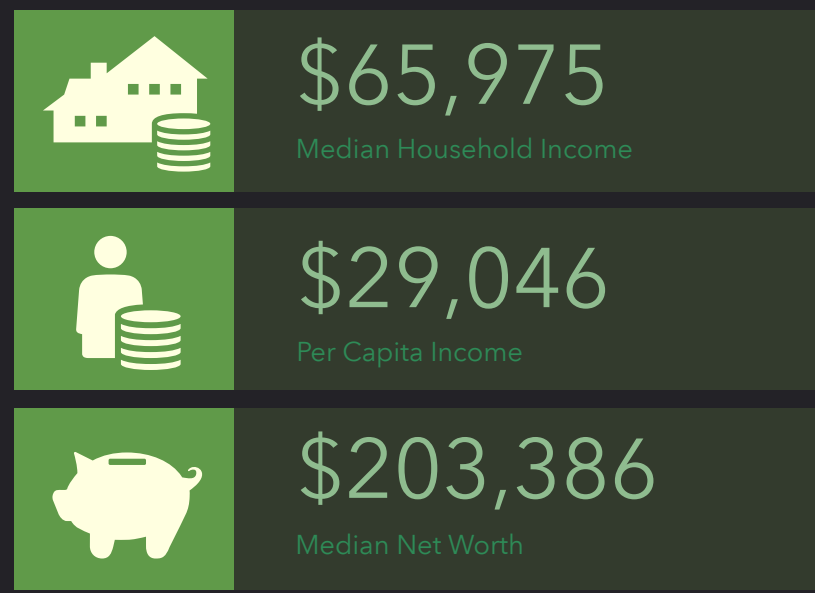 $65,975
Median Household Income
$29,046
Per Capita Income
$203,386
Median Net Worth